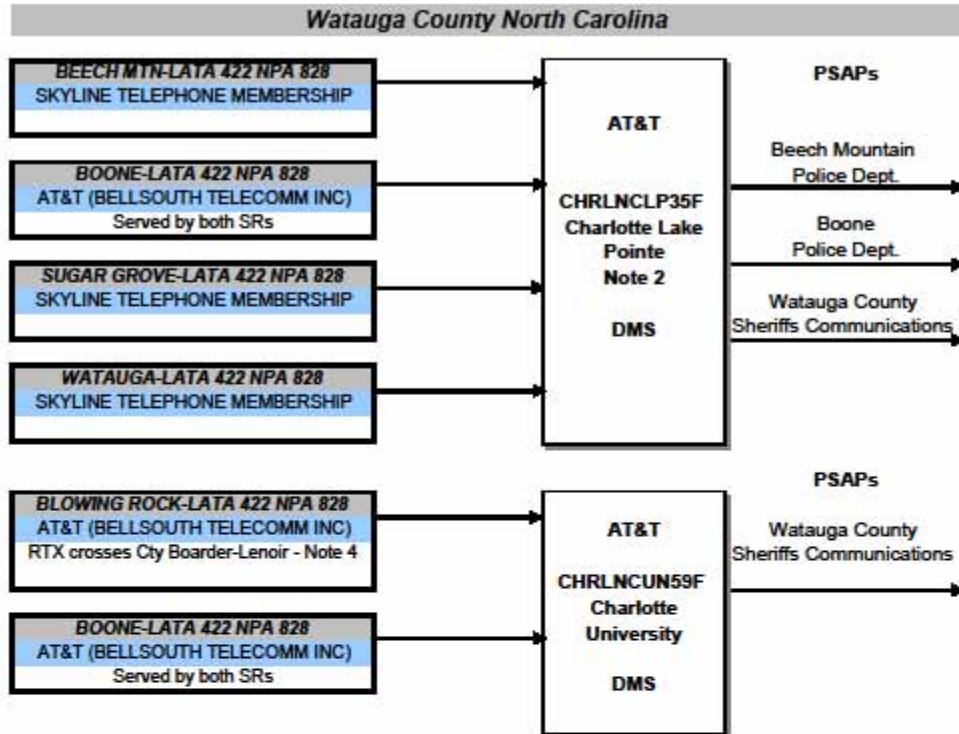 Watauga County North Carolina
BEECH MTN-LATA 422 NPA 828
SKYLINE TELEPHONE MEMBERSHIP
BOONE-LATA 422 NPA 828
AT&T (BELLSOUTH TELECOMM INC)
Served by both SRs
SUGAR GROVE-LATA 422 NPA 828
SKYLINE TELEPHONE MEMBERSHIP
WATAUGA-LATA 422 NPA 828
SKYLINE TELEPHONE MEMBERSHIP
AT&T
CHRLNCLP35F
Charlotte Lake
Pointe
Note 2
DMS
PSAPs
Beech Mountain
Police Dept.
Boone
Police Dept.
Watauga County
Sheriffs Communications
BLOWING ROCK-LATA 422 NPA 828
AT&T (BELLSOUTH TELECOMM INC)
RTX crosses Cty Boarder-Lenoir - Note 4
BOONE-LATA 422 NPA 828
AT&T (BELLSOUTH TELECOMM INC)
Served by both SRs
AT&T
CHRLNCUN59F
Charlotte
University
DMS
PSAPs
Watauga County
Sheriffs Communications